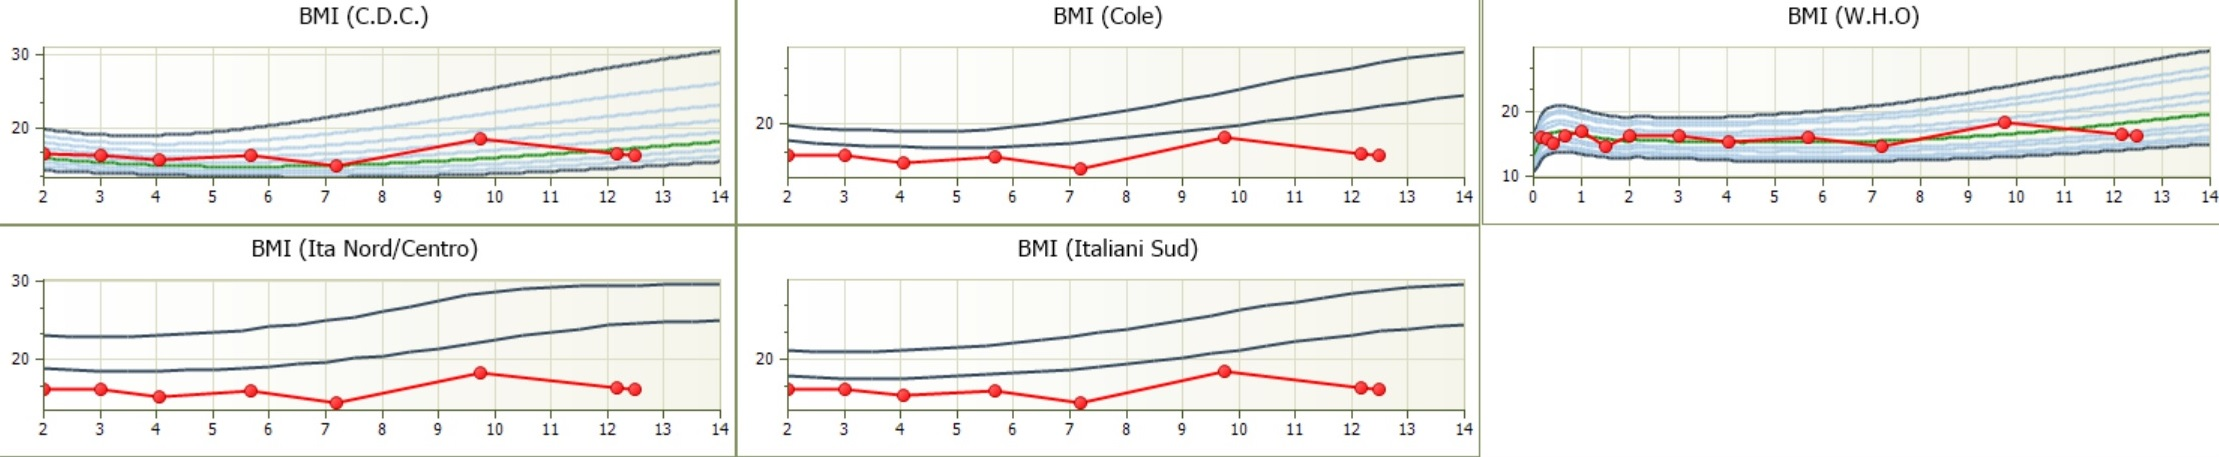 BMI (C.D.C.)
30
20
2 3 4 5 6 7 8 9 10 11 12 13 14
BMI (Cole)
20
2 3 4 5 6 7 8 9 10 11 12 13 14
BMI (W.H.O)
20
10
0 1 2 3 4 5 6 7 8 9 10 11 12 13 14
BMI (Ita Nord/Centro)
30
20
2 3 4 5 6 7 8 9 10 11 12 13 14
BMI (Italiani Sud)
20
2 3 4 5 6 7 8 9 10 11 12 13 14